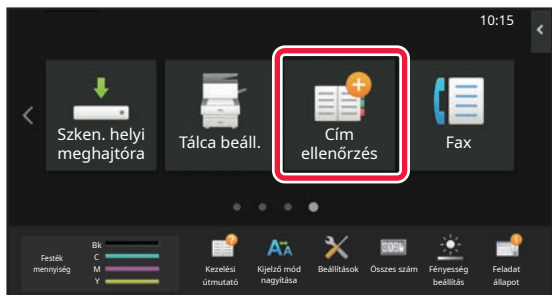 10:15
Szken. helyi
meghajtóra
Tálca beáll.
Cím
ellenőrzés
Fax
Festék
mennyiség
Bk
C
M
Y
Kezelési
útmutató
Kijelző mód
nagyítása
Beállítások
Összes szám
Fényesség
beállítás
Feladat
állapot